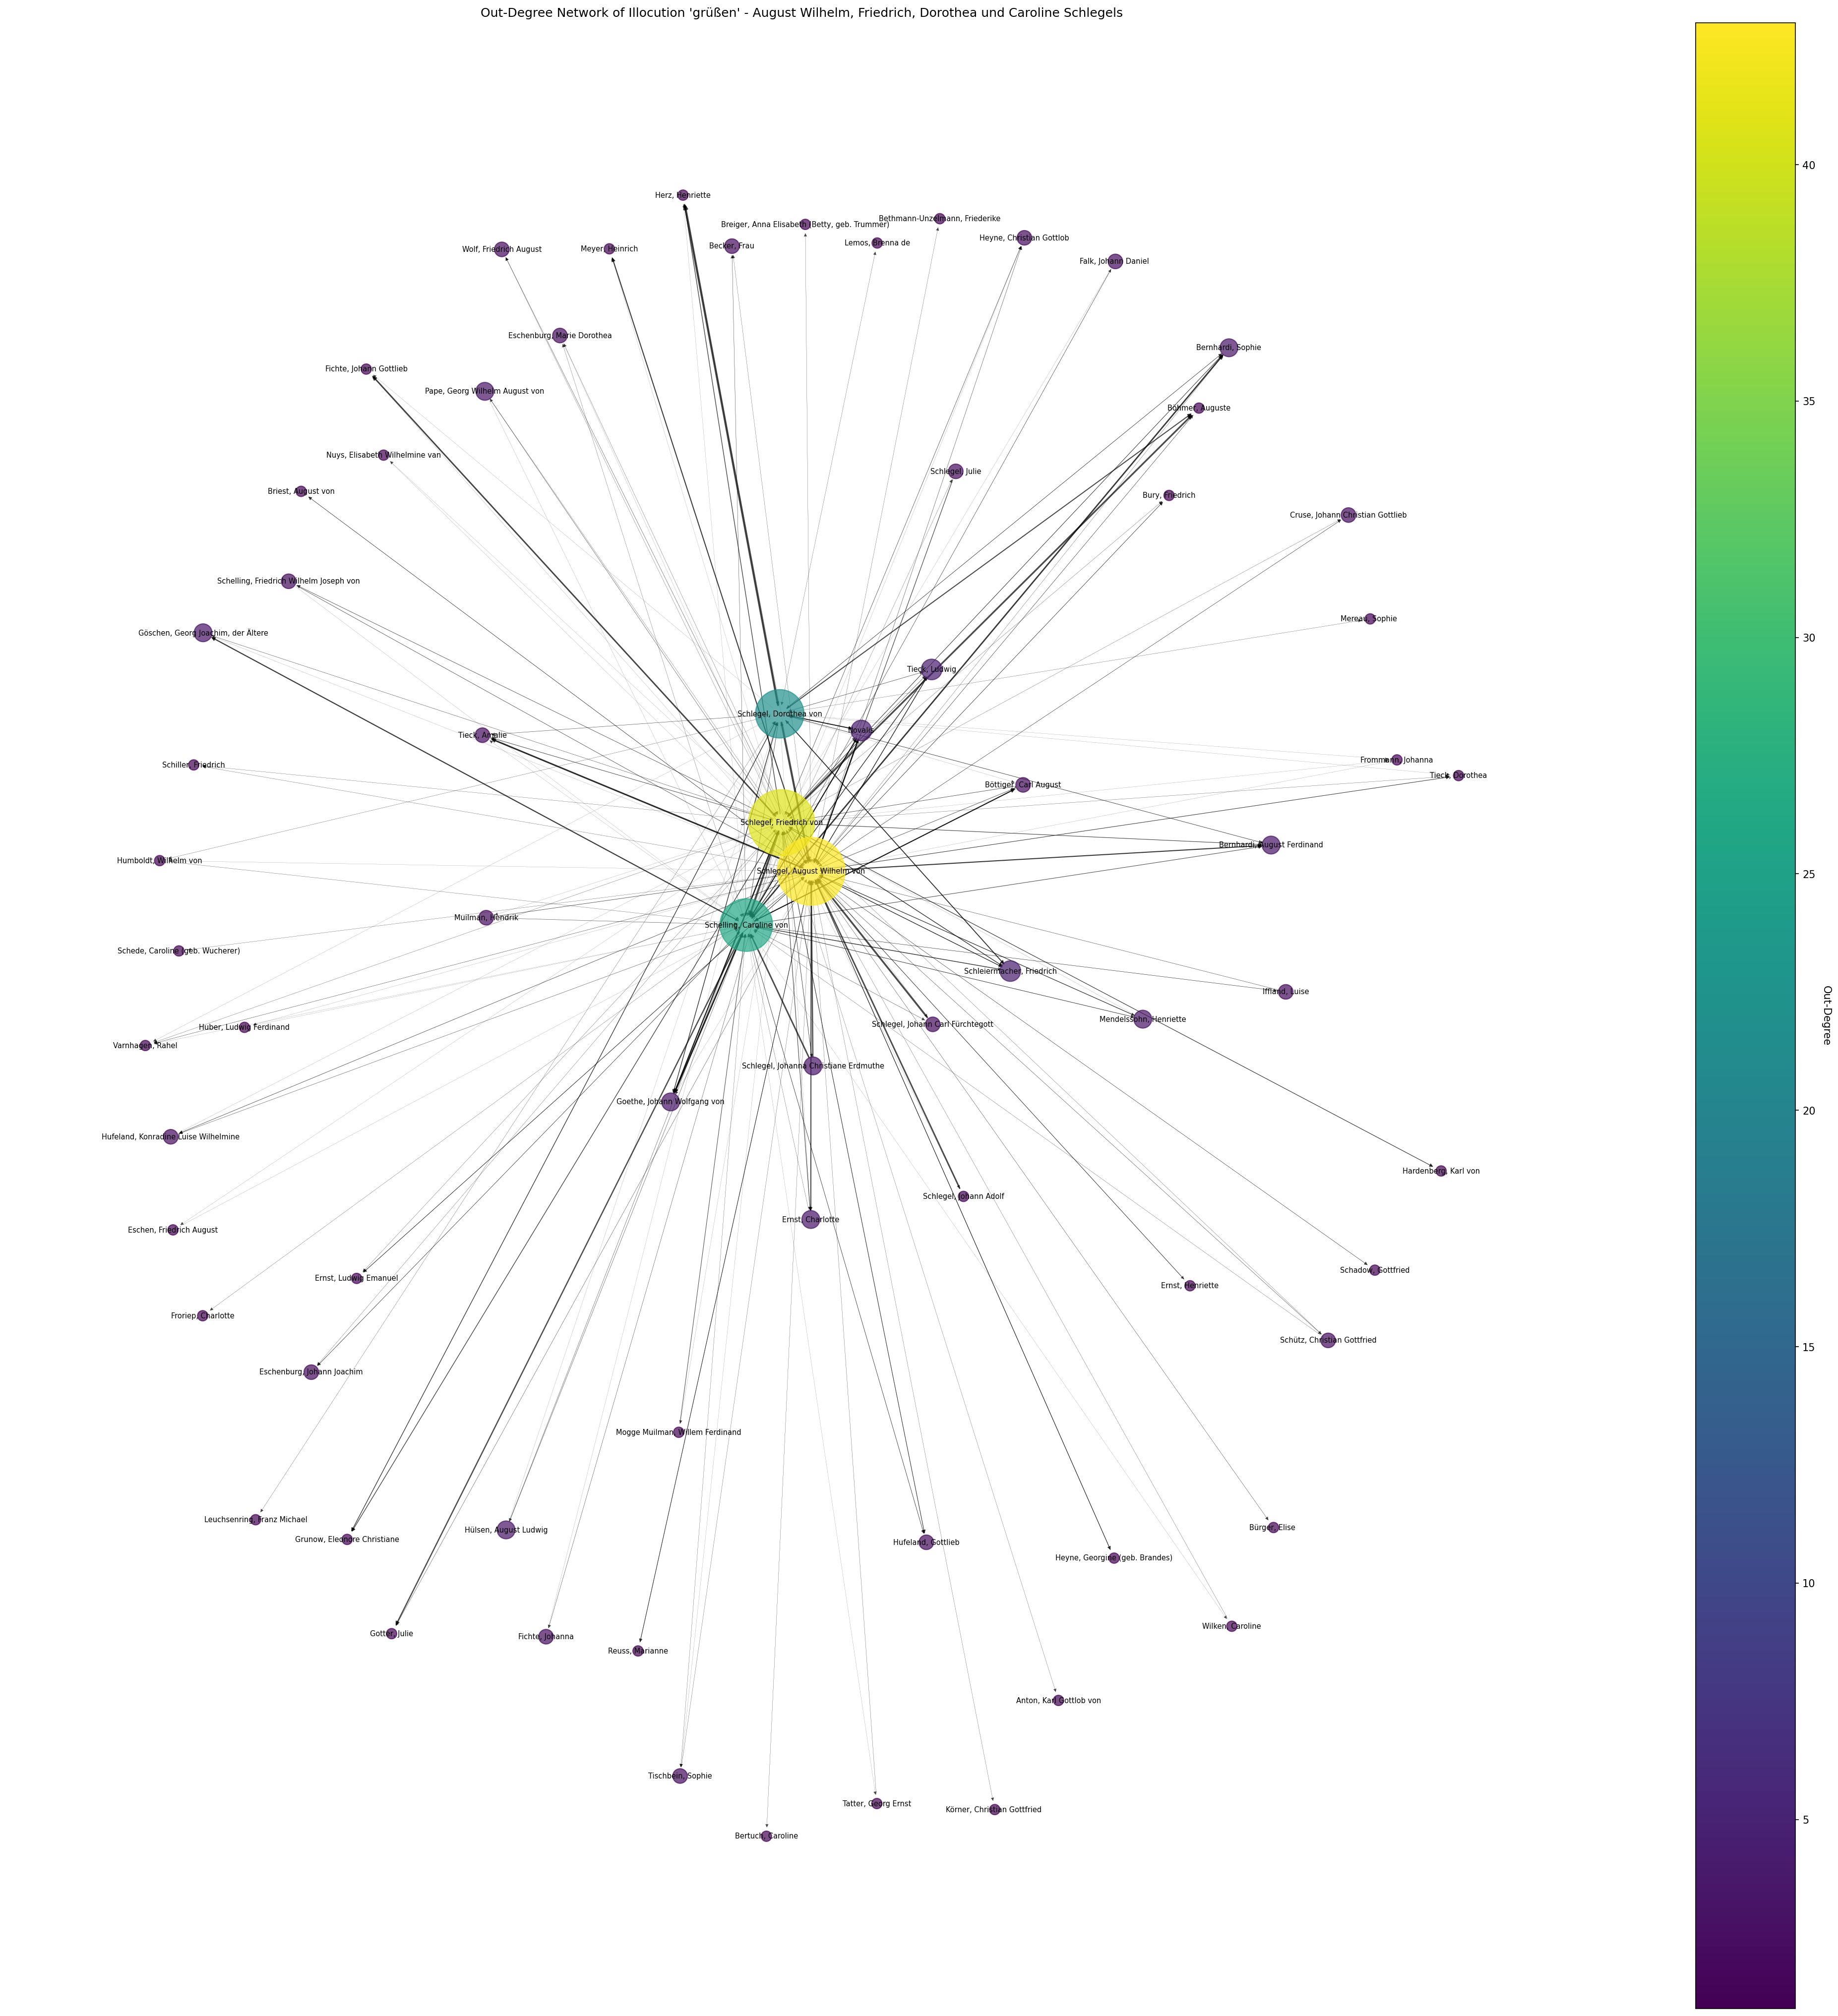 Out-Degree Network of Illocution 'grüßen' - August Wilhelm, Friedrich, Dorothea und Caroline Schlegels
Herz, Henriette
Bethmann-Unzelmann, Friederike
Breiger, Anna Elisabeth (Betty, geb. Trummer)
Heyne, Christian Gottlob
Lemos, Brenna de
Becker, Frau
Wolf, Friedrich August
Meyer, Heinrich
Falk, Johann Daniel
Eschenburg, Marie Dorothea
Bernhardi, Sophie
Fichte, Johann Gottlieb
Pape, Georg Wilhelm August von
Böhmer, Auguste
Nuys, Elisabeth Wilhelmine van
Schlegel, Julie
Briest, August von
Bury, Friedrich
Cruse, Johann Christian Gottlieb
Schelling, Friedrich Wilhelm Joseph von
Mereau, Sophie
Göschen, Georg Joachim, der Ältere
Tieck, Ludwig
Schlegel, Dorothea von
Novalis
Tieck, Amalie
Frommann, Johanna
Schiller, Friedrich
Tieck, Dorothea
Böttiger, Carl August
Schlegel, Friedrich von
Bernhardi, August Ferdinand
Humboldt, Wilhelm von
Schlegel, August Wilhelm von
Muilman, Hendrik
Schelling, Caroline von
Schede, Caroline (geb. Wucherer)
Schleiermacher, Friedrich
Iffland, Luise
Mendelssohn, Henriette
Schlegel, Johann Carl Fürchtegott
Huber, Ludwig Ferdinand
Varnhagen, Rahel
Schlegel, Johanna Christiane Erdmuthe
Goethe, Johann Wolfgang von
Hufeland, Konradine Luise Wilhelmine
Hardenberg, Karl von
Schlegel, Johann Adolf
Ernst, Charlotte
Eschen, Friedrich August
Schadow, Gottfried
Ernst, Ludwig Emanuel
Ernst, Henriette
Froriep, Charlotte
Schütz, Christian Gottfried
Eschenburg, Johann Joachim
Mogge Muilman, Willem Ferdinand
Leuchsenring, Franz Michael
Bürger, Elise
Hülsen, August Ludwig
Grunow, Eleonore Christiane
Hufeland, Gottlieb
Heyne, Georgine (geb. Brandes)
Wilken, Caroline
Gotter, Julie
Fichte, Johanna
Reuss, Marianne
Anton, Karl Gottlob von
Tischbein, Sophie
Tatter, Georg Ernst
Körner, Christian Gottfried
Bertuch, Caroline
40
35
30
25
20
15
10
5
Out-Degree